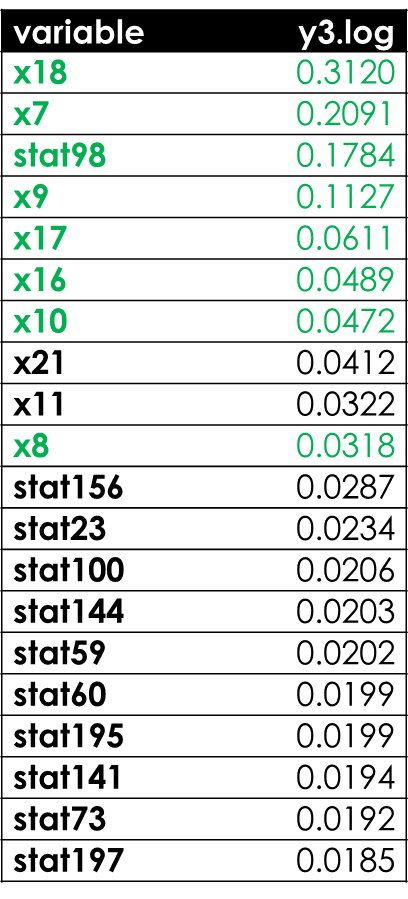 variable y3.log
x18 0.3120
x7 0.2091
stat98 0.1784
x9 0.1127
x17 0.0611
x16 0.0489
x10 0.0472
x21 0.0412
x11 0.0322
x8 0.0318
stat156 0.0287
stat23 0.0234
stat100 0.0206
stat144 0.0203
stat59 0.0202
stat60 0.0199
stat195 0.0199
stat141 0.0194
stat73 0.0192
stat197 0.0185